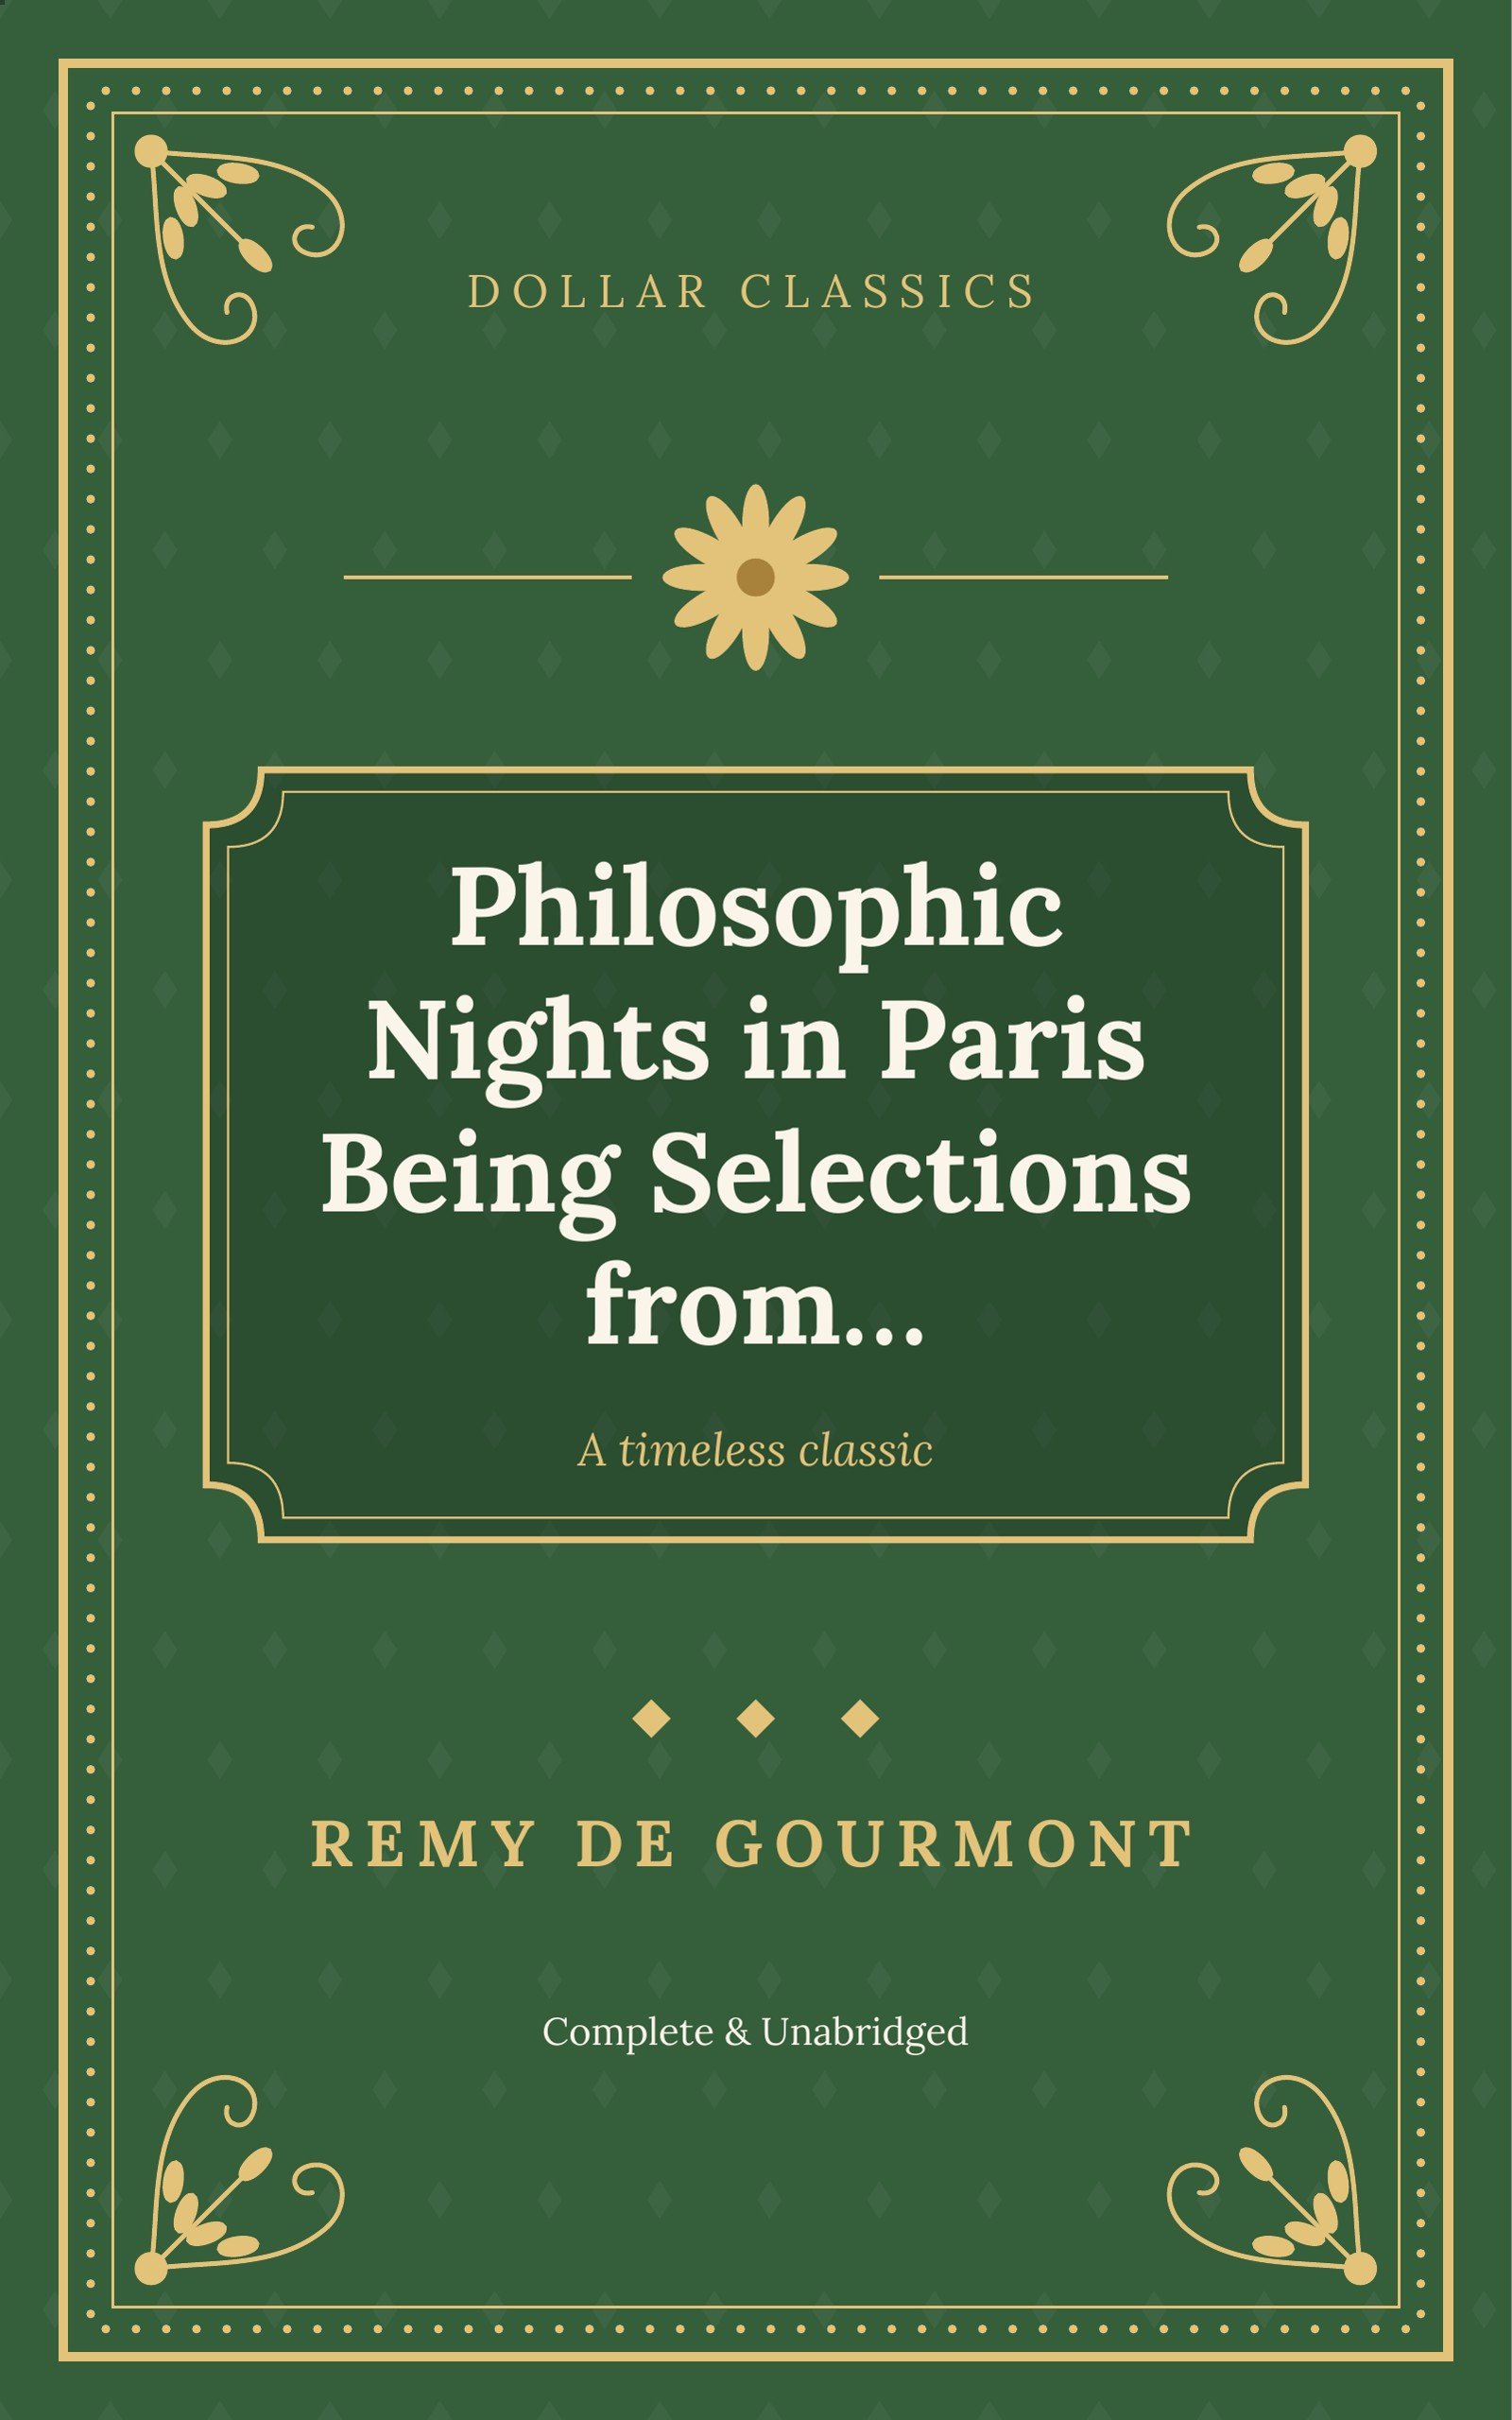 DOLLAR CLASSICS
Philosophic
Nights in Paris
Being Selections
from...
A timeless classic
REMY DE GOURMONT
Complete & Unabridged